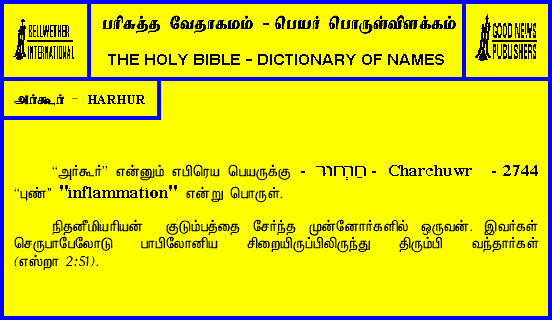 BELLWETHER
INTERNATIONAL
பரிசுத்த வேதாகமம் - பெயர் பொருள்விளக்கம்
THE HOLY BIBLE - DICTIONARY OF NAMES
GOOD NEWS
PUBLISHERS
அர்கூர் - HARHUR
“அர்கூர்” என்னும் எபிரெய பெயருக்கு - חרחור - Charchuwr - 2744
“புண்” "inflammation" என்று பொருள்.
நிதனீமியரியன் குடும்பத்தை சேர்ந்த முன்னோர்களில் ஒருவன். இவர்கள்
செருபாபேலோடு பாபிலோனிய சிறையிருப்பிலிருந்து திரும்பி வந்தார்கள்
(எஸ்றா 2:51).